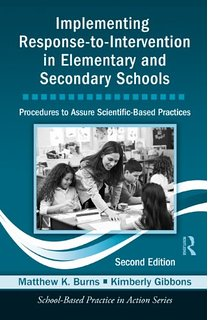 Implementing
Response-to-Intervention
in Elementary and
Secondary Schools
Procedures to Assure Scientific-Based Practices
Second Edition
Matthew K. Burns ■ Kimberly Gibbons
School-Based Practice in Action Series